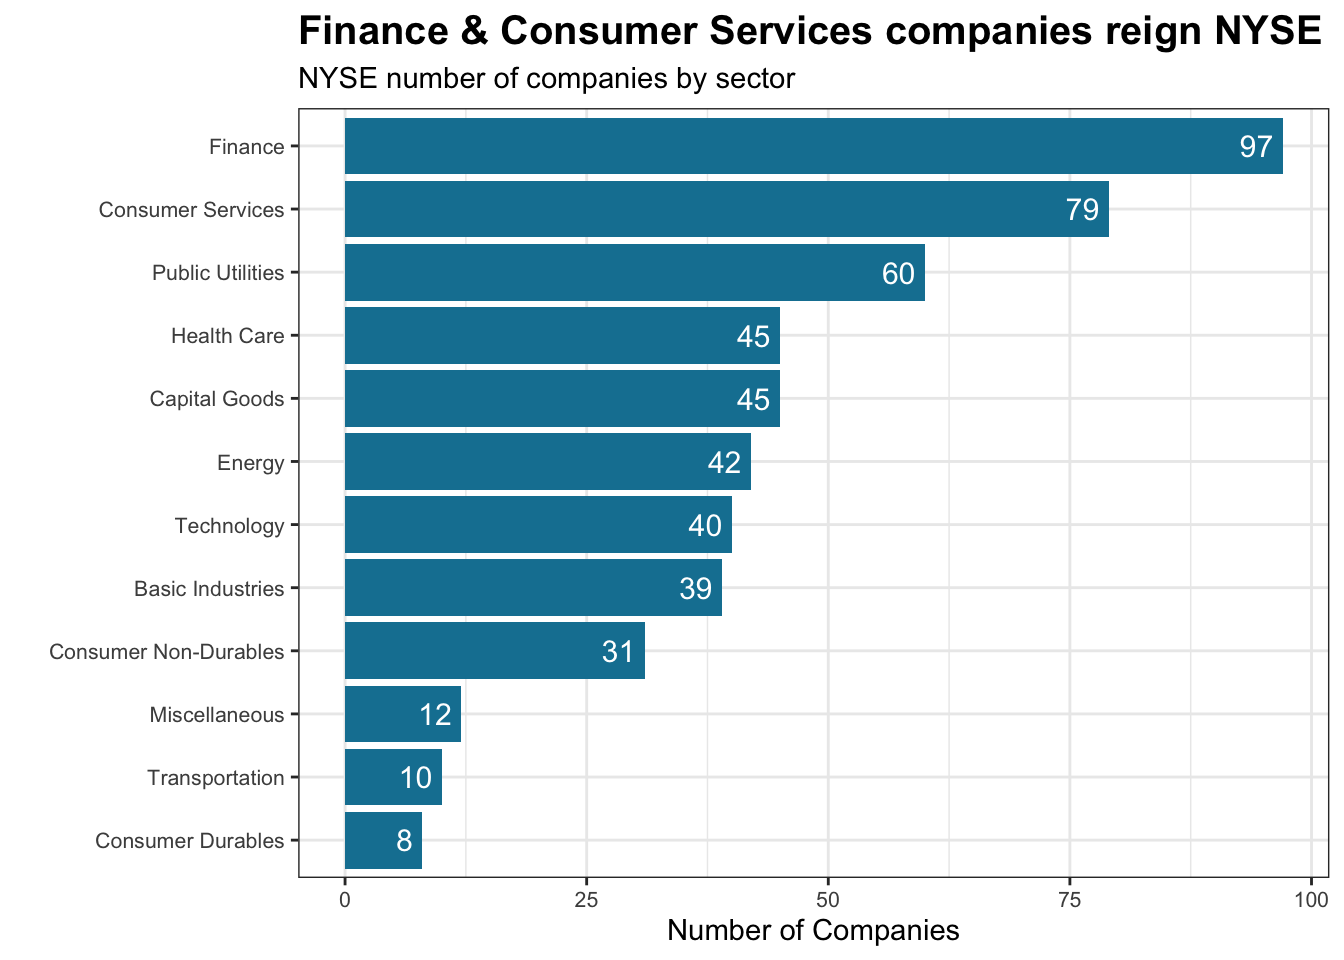 Finance & Consumer Services companies reign NYSE
NYSE number of companies by sector
Finance 97
Consumer Services 79
Public Utilities 60
Health Care 45
Capital Goods 45
Energy 42
Technology 40
Basic Industries 39
Consumer Non-Durables 31
Miscellaneous 12
Transportation 10
Consumer Durables 8
0 25 50 75 100
Number of Companies